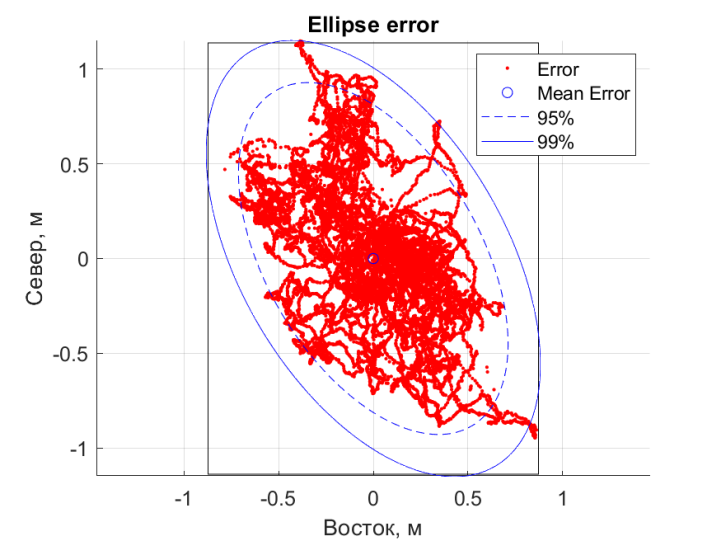 Ellipse error
Error
Mean Error
95%
99%
1
0.5
0
-0.5
-1
Север, м
-1
-0.5
0
0.5
1
Восток, м